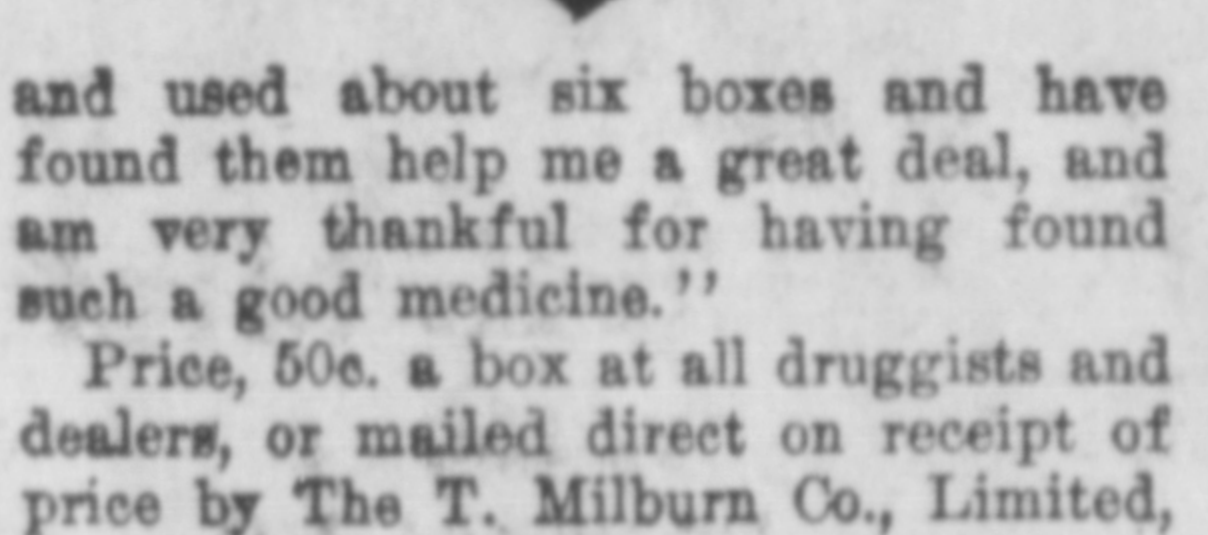 and used about six boxes and have
found them help me a great deal, and
am very thankful for having found
such a good medicine.''
Price, 50c. a box at all druggists and
dealers, or mailed direct on receipt of
price by The T. Milburn Co., Limited,